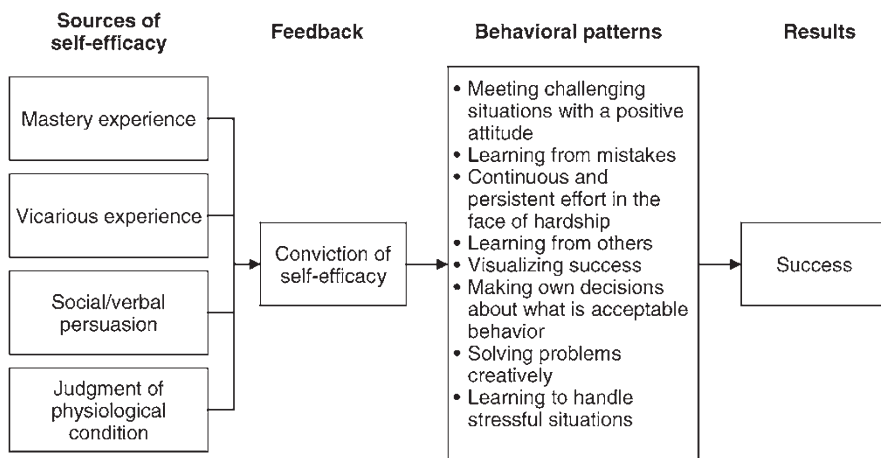 Sources of
self-efficacy
Feedback
Behavioral patterns
Results
Mastery experience
Vicarious experience
Social/verbal
persuasion
Judgment of
physiological
condition
Conviction of
self-efficacy
• Meeting challenging
situations with a positive
attitude
• Learning from mistakes
• Continuous and
persistent effort in the
face of hardship
• Learning from others
• Visualizing success
• Making own decisions
about what is acceptable
behavior
• Solving problems
creatively
• Learning to handle
stressful situations
Success